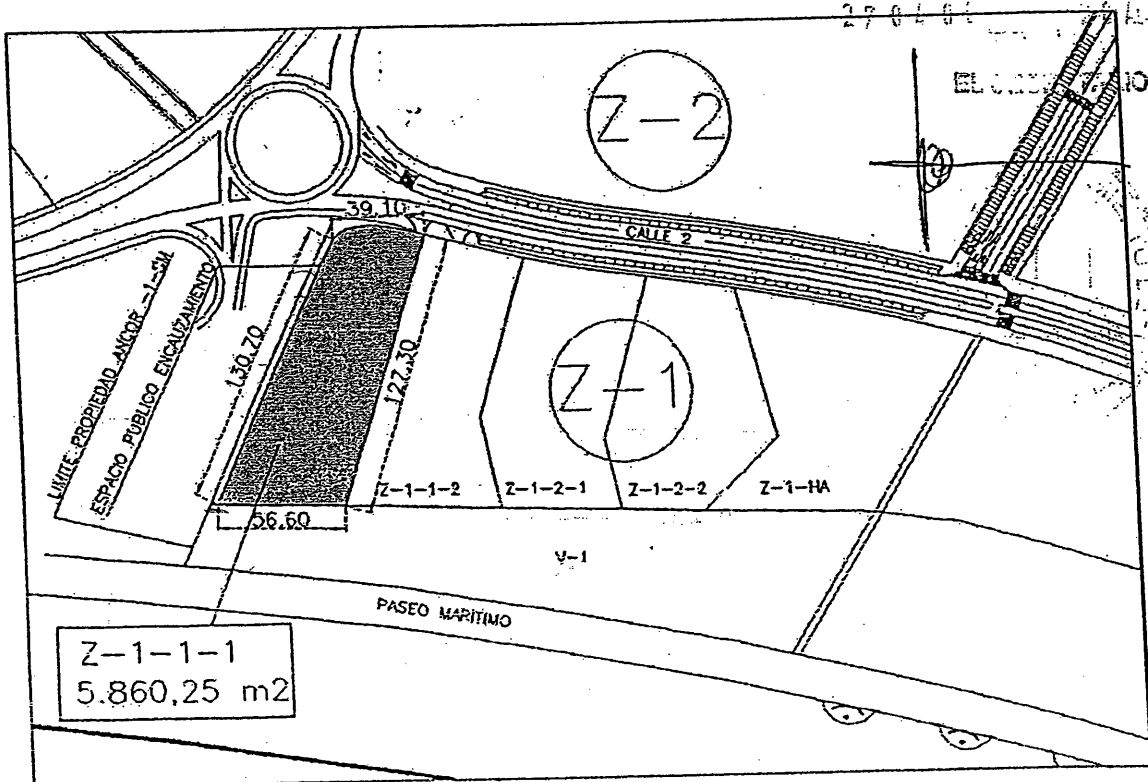 Z-2
39.10
CALLE 2
LIMITE PROPIEDAD ANCOR-1-SM
ESPACIO PUBLICO ENCAUZAMIENTO
130.70
127.30
Z-1
Z-1-1-2
Z-1-2-1
Z-1-2-2
Z-1-HA
56.60
V-1
PASEO MARITIMO
Z-1-1-1
5.860,25 m2